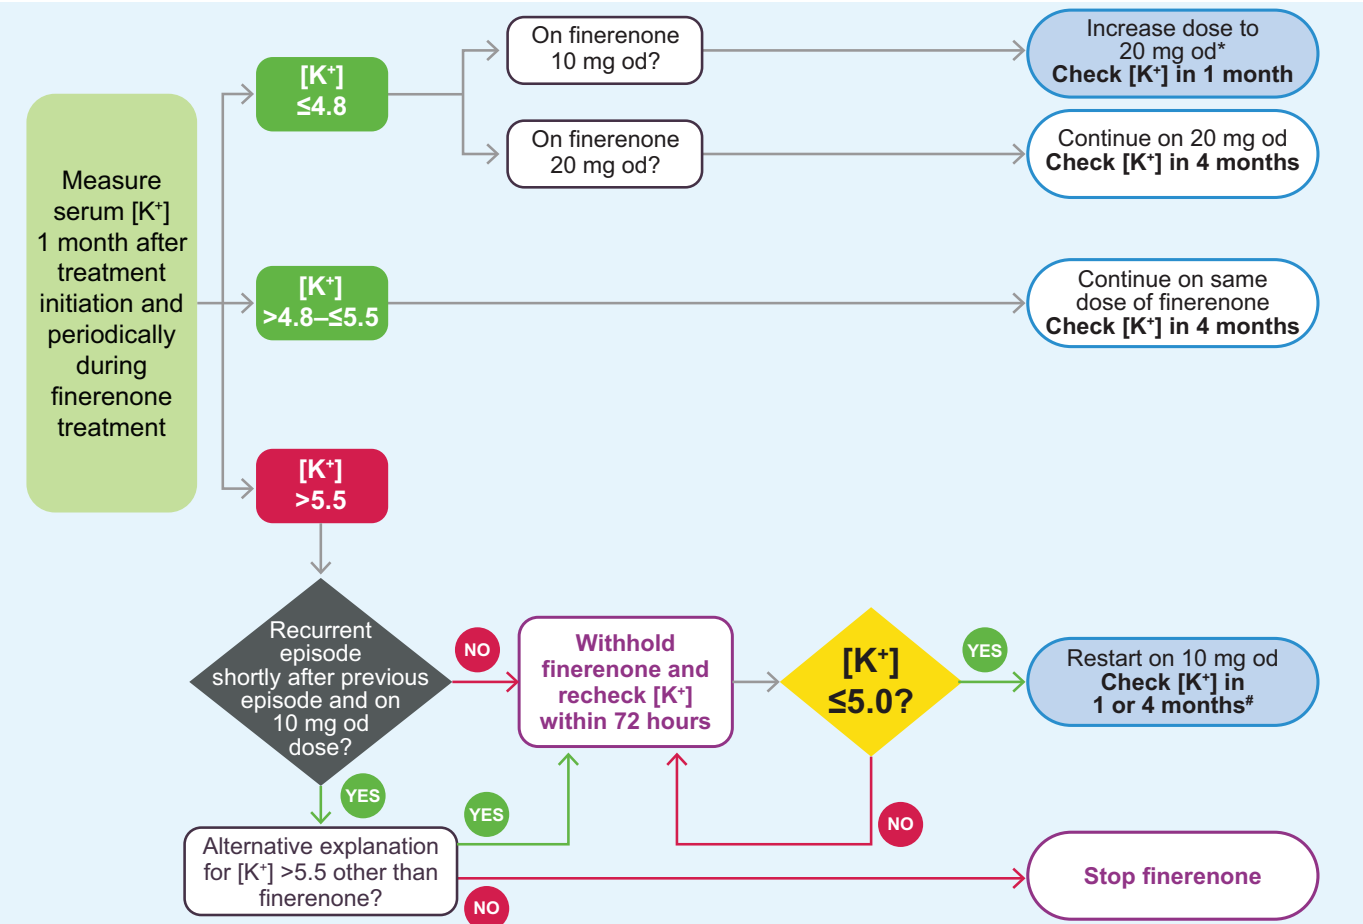 Measure
serum [K⁺]
1 month after
treatment
initiation and
periodically
during
finerenone
treatment
[K⁺]
≤4.8
On finerenone
10 mg od?
Increase dose to
20 mg od*
Check [K⁺] in 1 month
On finerenone
20 mg od?
Continue on 20 mg od
Check [K⁺] in 4 months
[K⁺]
>4.8–≤5.5
Continue on same
dose of finerenone
Check [K⁺] in 4 months
[K⁺]
>5.5
Recurrent
episode
shortly after previous
episode and on
10 mg od
dose?
NO
Withhold
finerenone and
recheck [K⁺]
within 72 hours
[K⁺]
≤5.0?
YES
Restart on 10 mg od
Check [K⁺] in
1 or 4 months#
YES
YES
NO
Alternative explanation
for [K⁺] >5.5 other than
finerenone?
NO
Stop finerenone